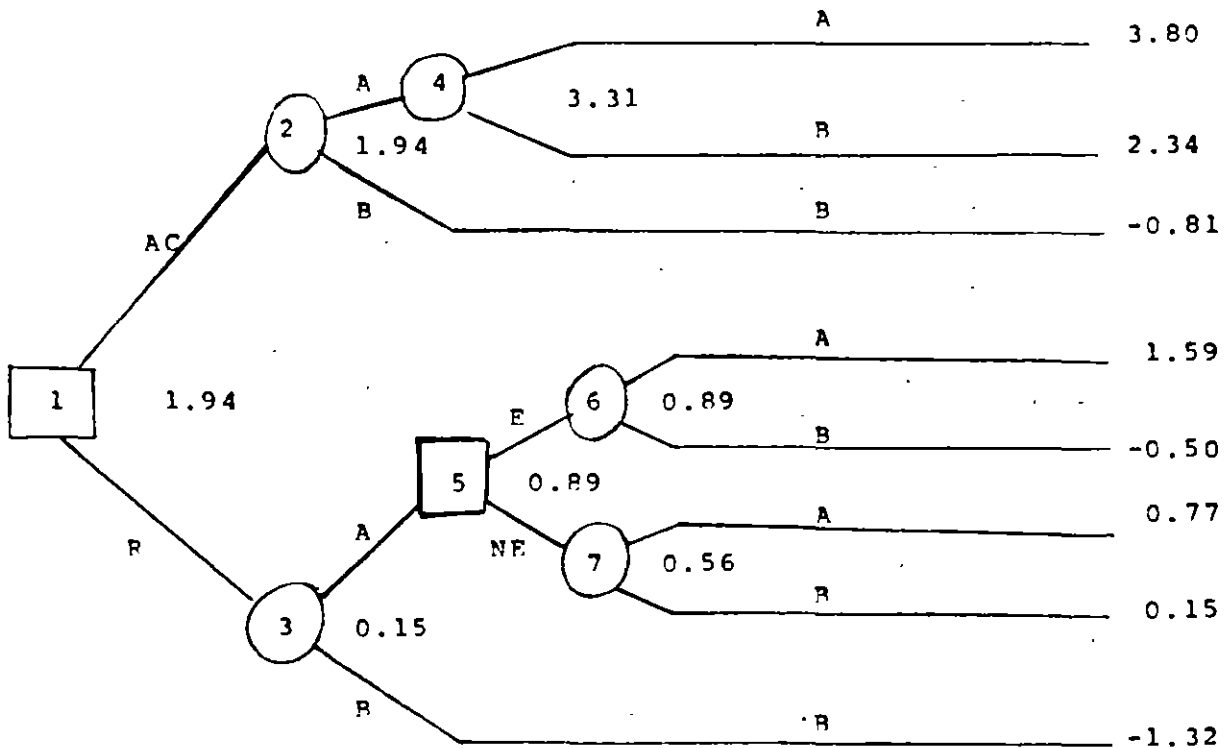 A 3.80
A 4 3.31
2 1.94 B 2.34
B B -0.81
AC
A 1.59
1 1.94 E 6 0.89
B -0.50
5 0.89
A 0.77
R A NE 7 0.56
B 0.15
3 0.15
B B -1.32